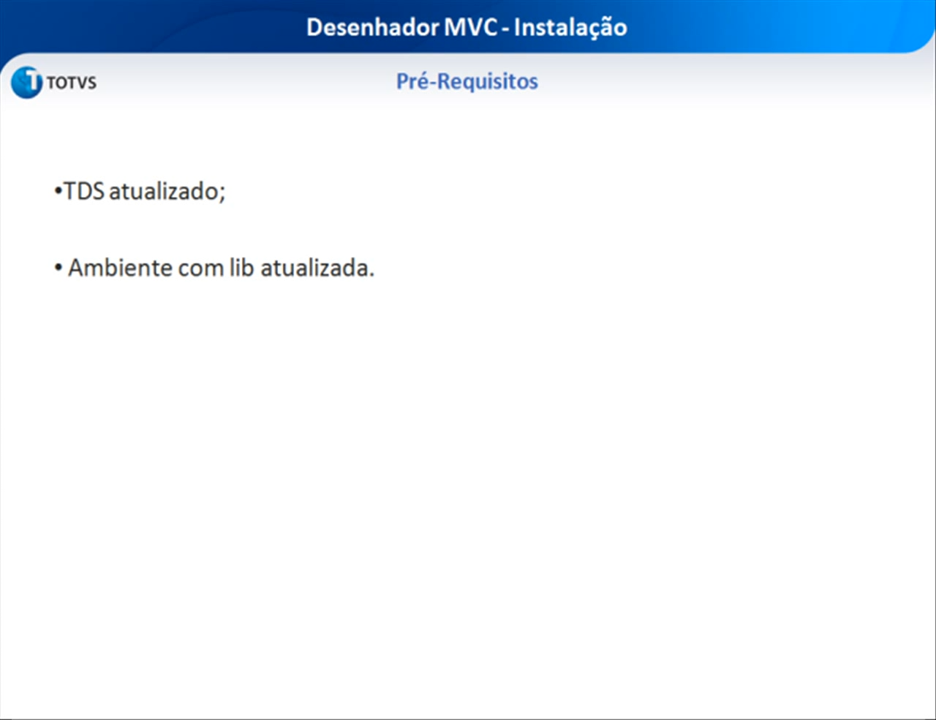 Desenhador MVC - Instalação
TOTVS
Pré-Requisitos
•TDS atualizado;
• Ambiente com lib atualizada.